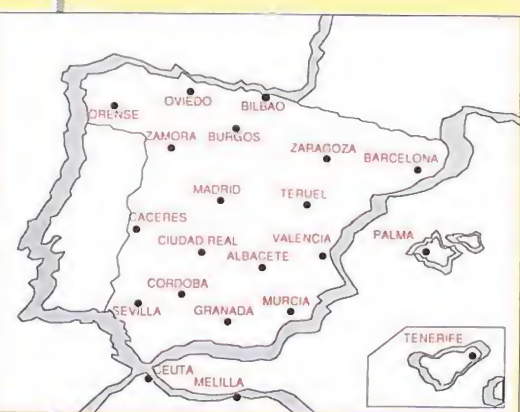 OVIEDO
BILBAO
ORENSE
ZAMORA
BURGOS
ZARAGOZA
BARCELONA
MADRID
TERUEL
CACERES
CIUDAD REAL
VALENCIA
PALMA
ALBACETE
CORDOBA
SEVILLA
GRANADA
MURCIA
TENERIFE
CEUTA
MELILLA